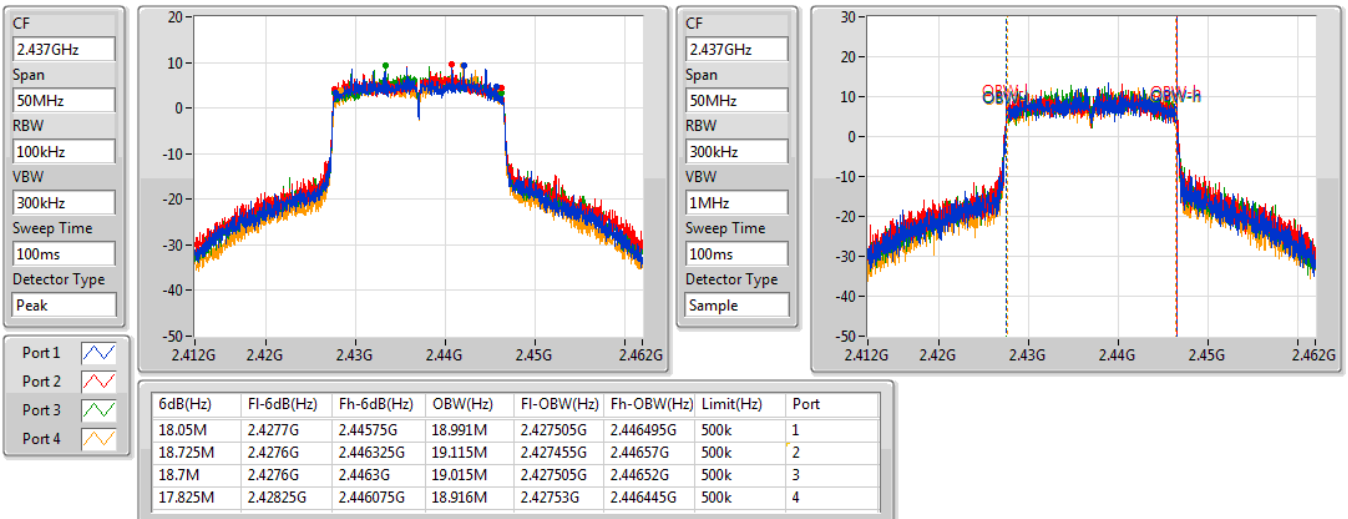 CF
2.437GHz
Span
50MHz
RBW
100kHz
VBW
300kHz
Sweep Time
100ms
Detector Type
Peak
20
10
0
-10
-20
-30
-40
-50
2.412G 2.42G 2.43G 2.44G 2.45G 2.462G
CF
2.437GHz
Span
50MHz
RBW
300kHz
VBW
1MHz
Sweep Time
100ms
Detector Type
Sample
30
20
10
0
-10
-20
-30
-40
-50
OBW-h
2.412G 2.42G 2.43G 2.44G 2.45G 2.462G
Port 1
Port 2
Port 3
Port 4
6dB(Hz) Fl-6dB(Hz) Fh-6dB(Hz) OBW(Hz) Fl-OBW(Hz) Fh-OBW(Hz) Limit(Hz) Port
18.05M 2.4277G 2.44575G 18.991M 2.427505G 2.446495G 500k 1
18.725M 2.4276G 2.446325G 19.115M 2.427455G 2.44657G 500k 2
18.7M 2.4276G 2.4463G 19.015M 2.427505G 2.44652G 500k 3
17.825M 2.42825G 2.446075G 18.916M 2.42753G 2.446445G 500k 4